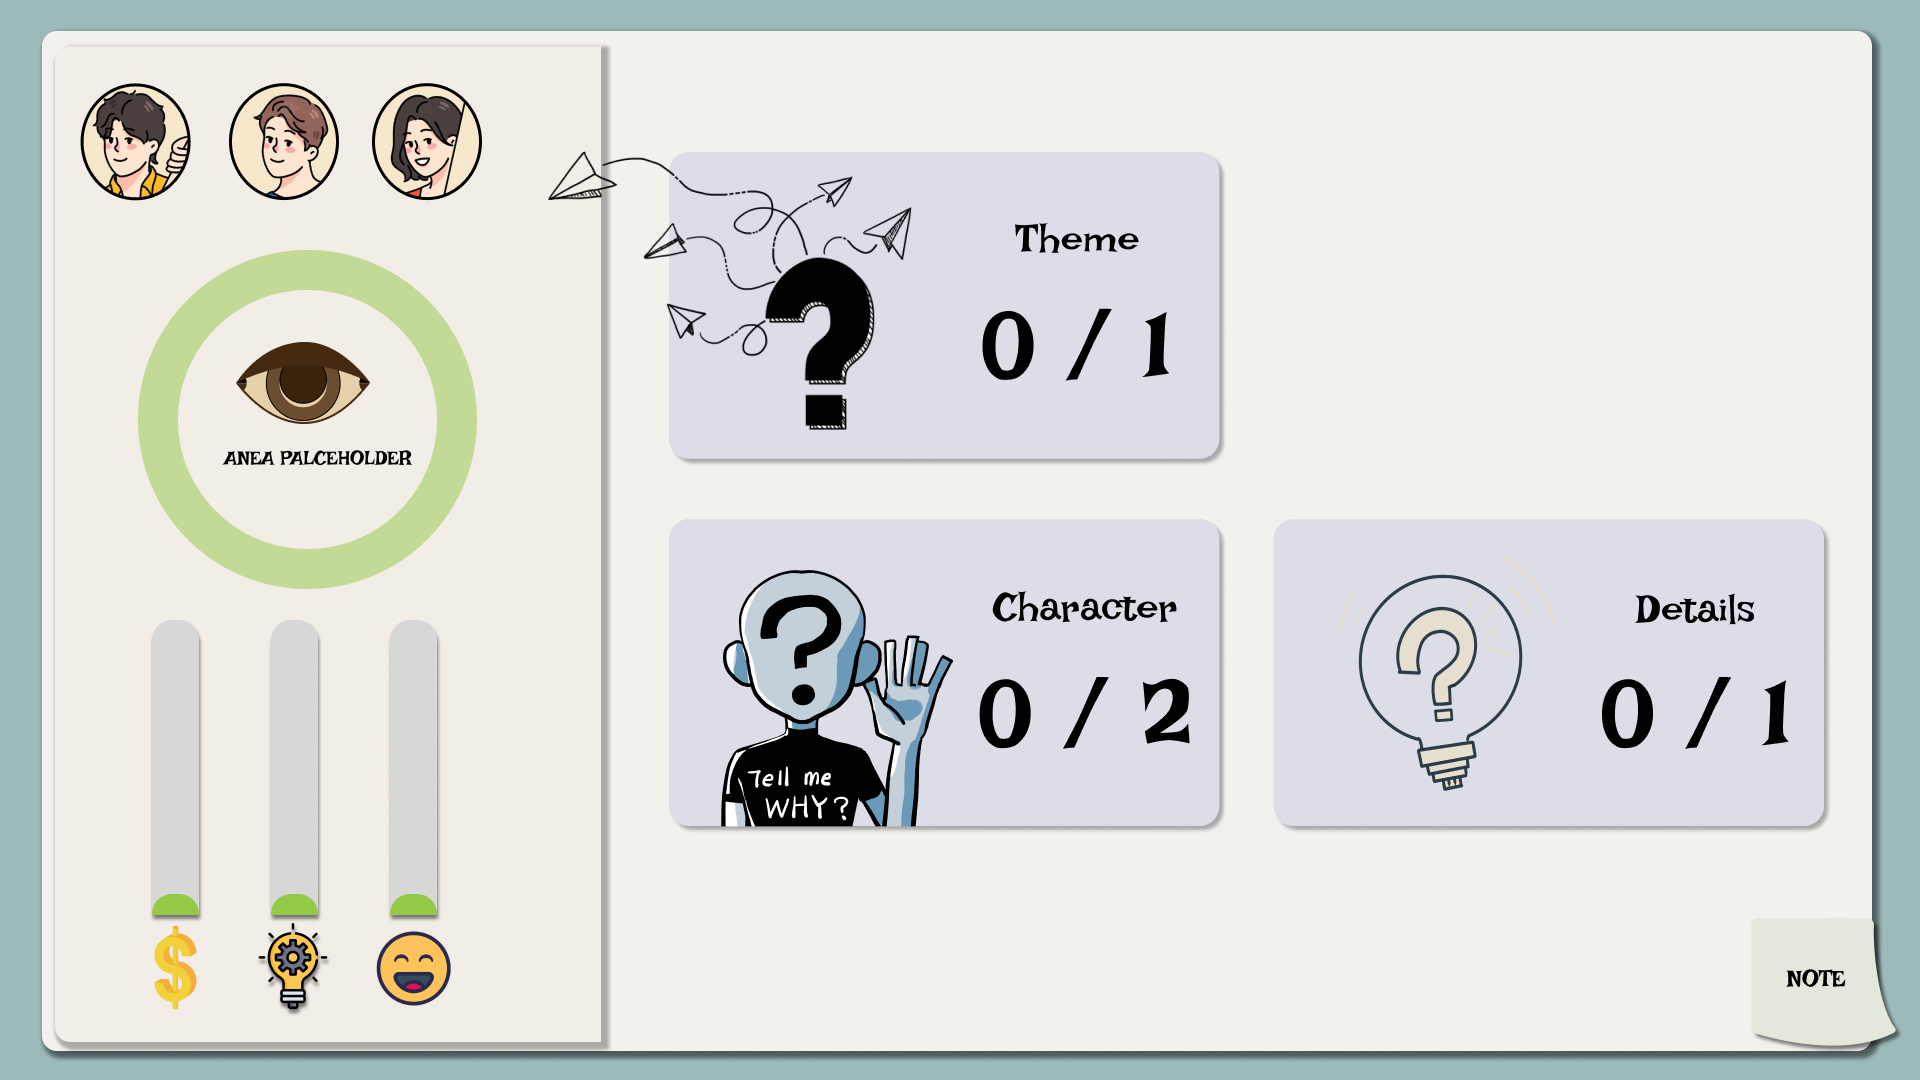 Theme
0 / 1
ANEA PALCEHOLDER
Character
0 / 2
Tell me
WHY?
Details
0 / 1
NOTE